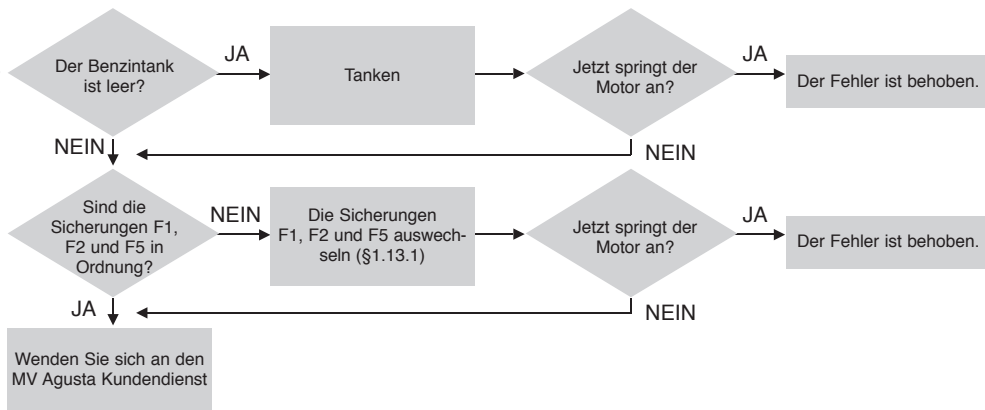 Der Benzintank
ist leer?
JA
Tanken
Jetzt springt der
Motor an?
JA
Der Fehler ist behoben.
NEIN
NEIN
Sind die
Sicherungen F1,
F2 und F5 in
Ordnung?
NEIN
Die Sicherungen
F1, F2 und F5 auswech-
seln (§1.13.1)
Jetzt springt der
Motor an?
JA
Der Fehler ist behoben.
JA
NEIN
Wenden Sie sich an den
MV Agusta Kundendienst